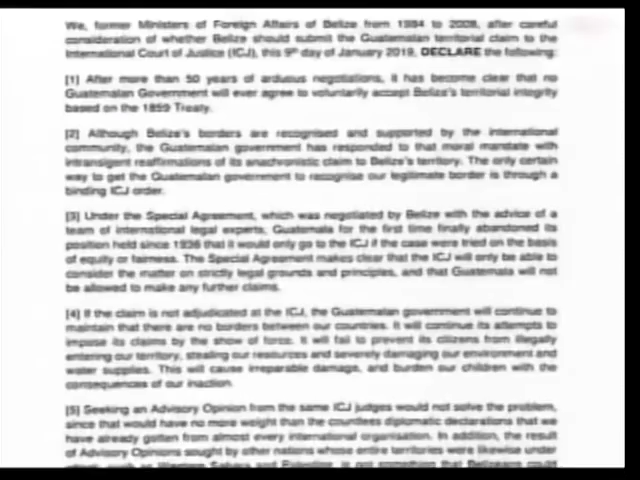 We, former Ministers of Foreign Affairs of Belize from 1984 to 2008, after careful
consideration of whether Belize should submit the Guatemalan territorial claim to the
International Court of Justice (ICJ), this 9th day of January 2019, DECLARE the following:
[1] After more than 50 years of arduous negotiations, it has become clear that no
Guatemalan Government will ever agree to voluntarily accept Belize's territorial integrity
based on the 1859 Treaty.
[2] Although Belize's borders are recognised and supported by the international
community, the Guatemalan government has responded to that moral mandate with
intransigent reaffirmations of its anachronistic claim to Belize's territory. The only certain
way to get the Guatemalan government to recognise our legitimate border is through a
binding ICJ order.
[3] Under the Special Agreement, which was negotiated by Belize with the advice of a
team of international legal experts, Guatemala for the first time finally abandoned its
position held since 1936 that it would only go to the ICJ if the case were tried on the basis
of equity or fairness. The Special Agreement makes clear that the ICJ will only be able to
consider the matter on strictly legal grounds and principles, and that Guatemala will not
be allowed to make any further claims.
[4] If the claim is not adjudicated at the ICJ, the Guatemalan government will continue to
maintain that there are no borders between our countries. It will continue its attempts to
impose its claims by the show of force. It will fail to prevent its citizens from illegally
entering our territory, stealing our resources and severely damaging our environment and
water supplies. This will cause irreparable damage, and burden our children with the
consequences of our inaction.
[5] Seeking an Advisory Opinion from the same ICJ judges would not solve the problem,
since that would have no more weight than the countless diplomatic declarations that we
have already gotten from almost every international organisation. In addition, the result
of Advisory Opinions sought by other nations whose entire territories were likewise under
such as Western Sahara and Palestine, is not something that Belizeans could